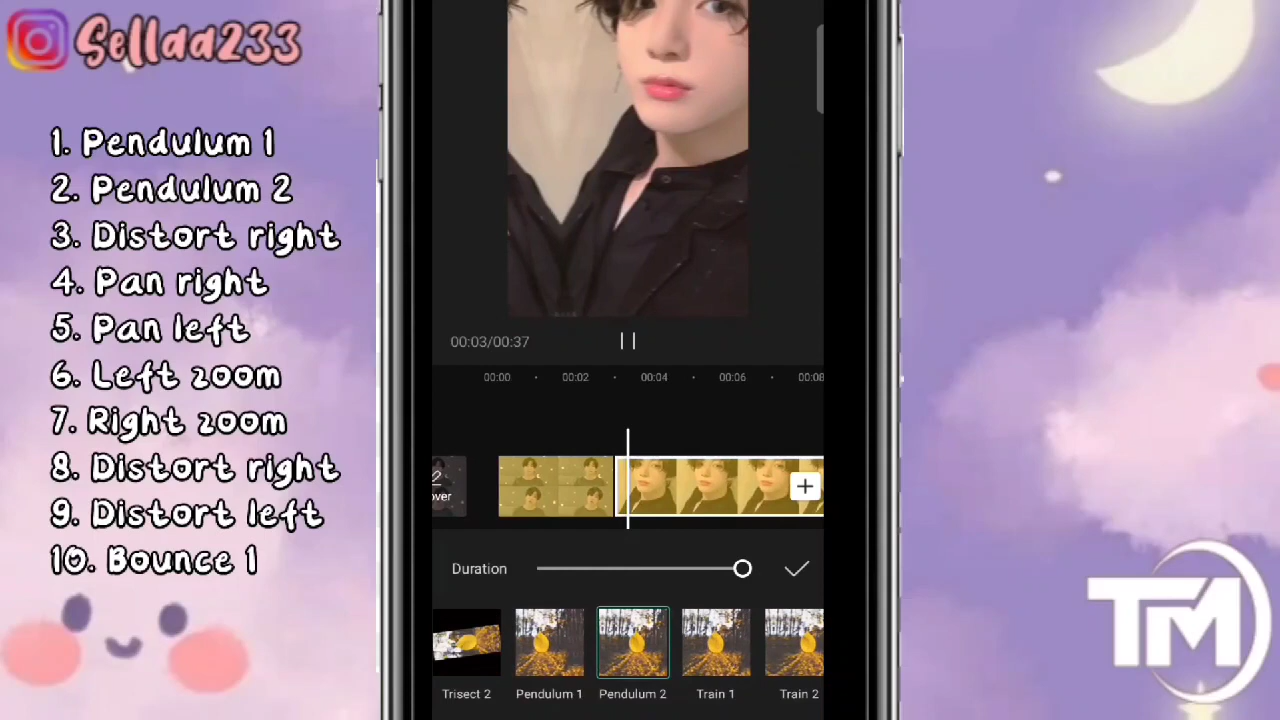 Sellaa233
1. Pendulum 1
2. Pendulum 2
3. Distort right
4. Pan right
5. Pan left
6. Left zoom
7. Right zoom
8. Distort right
9. Distort left
10. Bounce 1
00:03/00:37
00:00 00:02 00:04 00:06 00:08
over
Duration
Trisect 2 Pendulum 1 Pendulum 2 Train 1 Train 2
TM